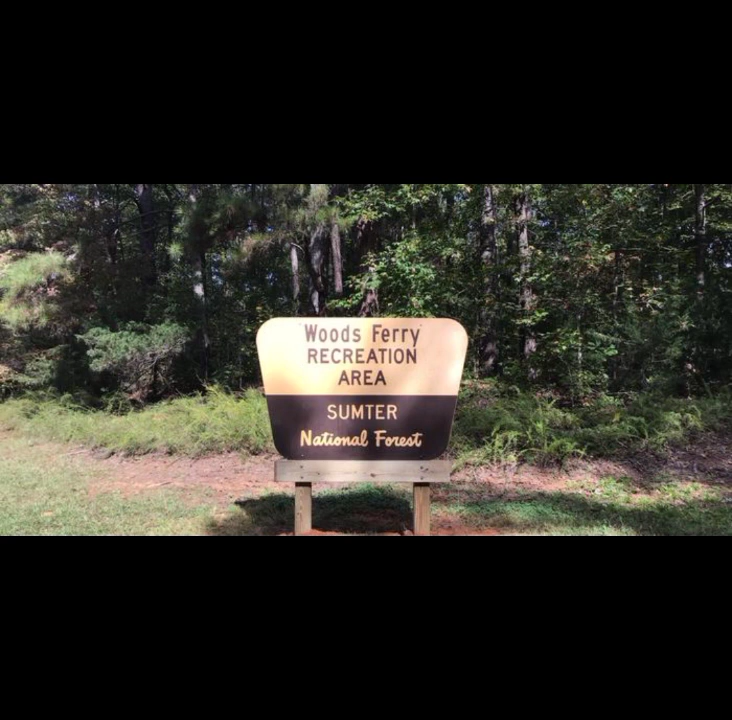 Woods Ferry
RECREATION
AREA
SUMTER
National Forest